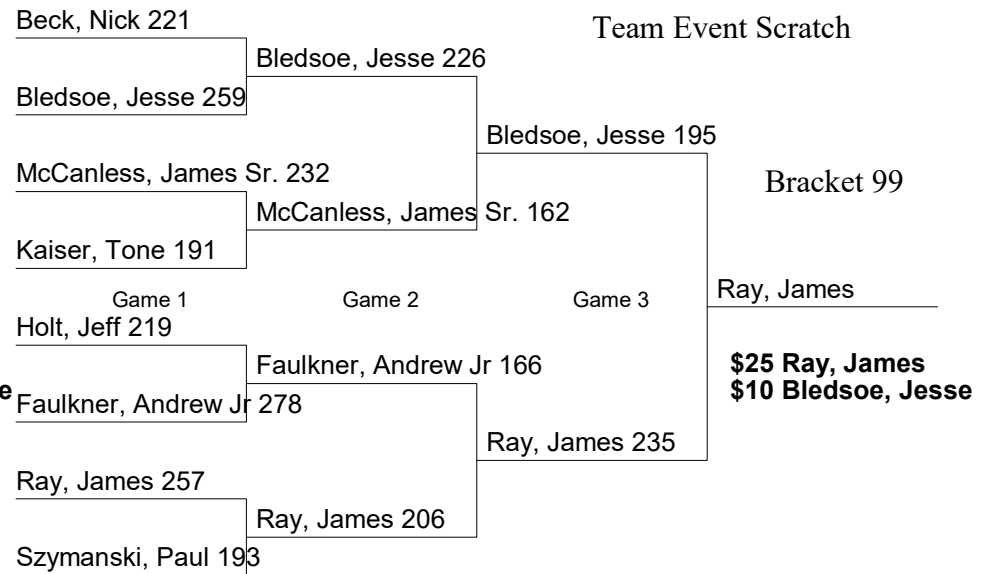 Beck, Nick 221
Team Event Scratch
Bledsoe, Jesse 226
Bledsoe, Jesse 259
Bledsoe, Jesse 195
McCanless, James Sr. 232
Bracket 99
McCanless, James Sr. 162
Kaiser, Tone 191
Game 1
Game 2
Game 3
Ray, James
Holt, Jeff 219
Faulkner, Andrew Jr 166
$25 Ray, James
$10 Bledsoe, Jesse
e
Faulkner, Andrew Jr 278
Ray, James 235
Ray, James 257
Ray, James 206
Szymanski, Paul 193